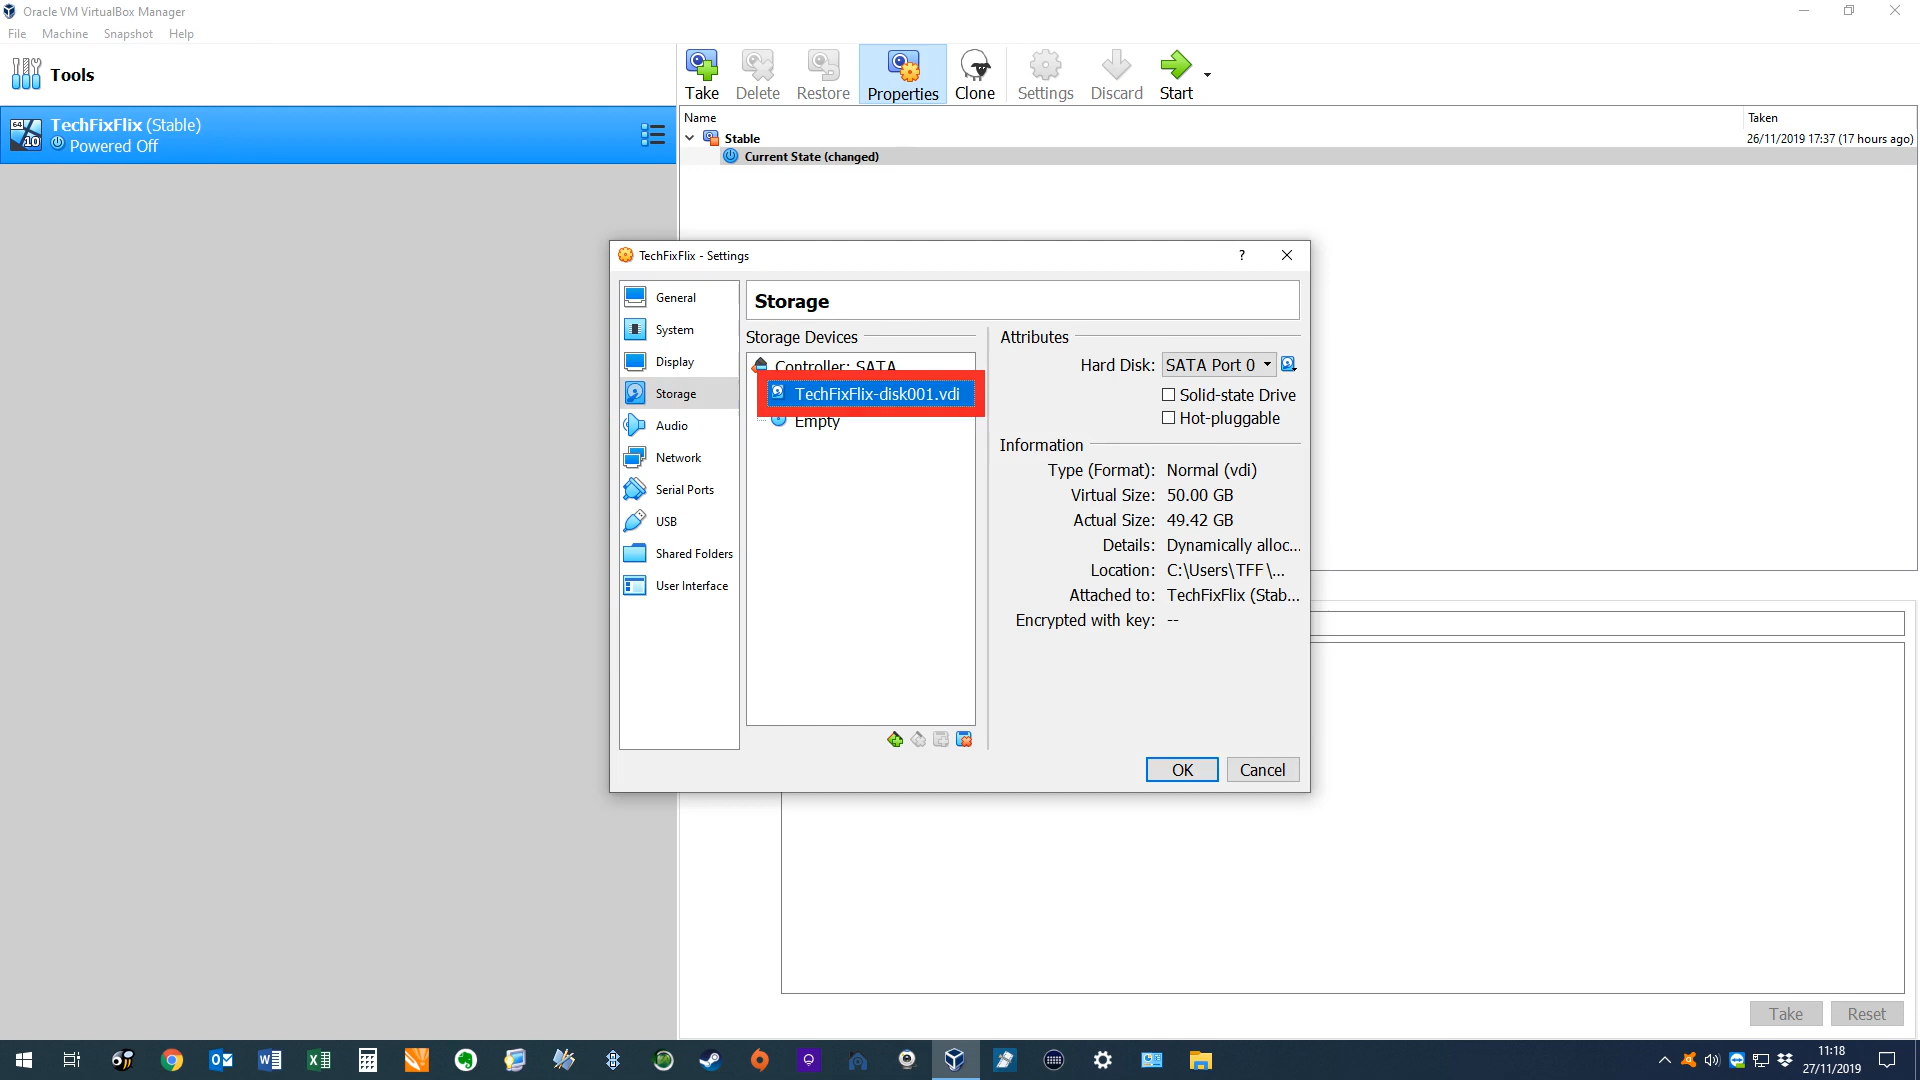 Oracle VM VirtualBox Manager
File Machine Snapshot Help
Tools
Take Delete Restore Properties Clone Settings Discard Start
64
10
TechFixFlix (Stable)
Powered Off
Name Taken
Stable 26/11/2019 17:37 (17 hours ago)
Current State (changed)
TechFixFlix - Settings ?
General
System
Display
Storage
Audio
Network
Serial Ports
USB
Shared Folders
User Interface
Storage
Storage Devices
Controller: SATA
TechFixFlix-disk001.vdi
Empty
Attributes
Hard Disk: SATA Port 0
Solid-state Drive
Hot-pluggable
Information
Type (Format): Normal (vdi)
Virtual Size: 50.00 GB
Actual Size: 49.42 GB
Details: Dynamically alloc...
Location: C:\Users\TFF\...
Attached to: TechFixFlix (Stab...
Encrypted with key: --
OK Cancel
Take Reset
11:18
27/11/2019